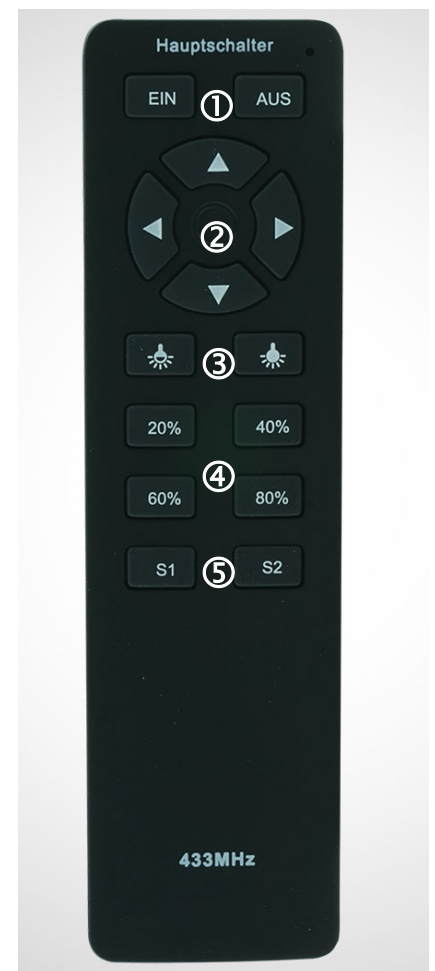 Hauptschalter
EIN ① AUS
②
③
20% 40%
④
60% 80%
S1 ⑤ S2
433MHz